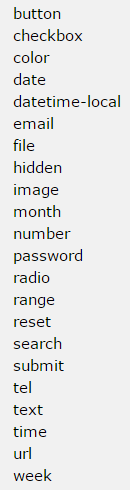 button
checkbox
color
date
datetime-local
email
file
hidden
image
month
number
password
radio
range
reset
search
submit
tel
text
time
url
week